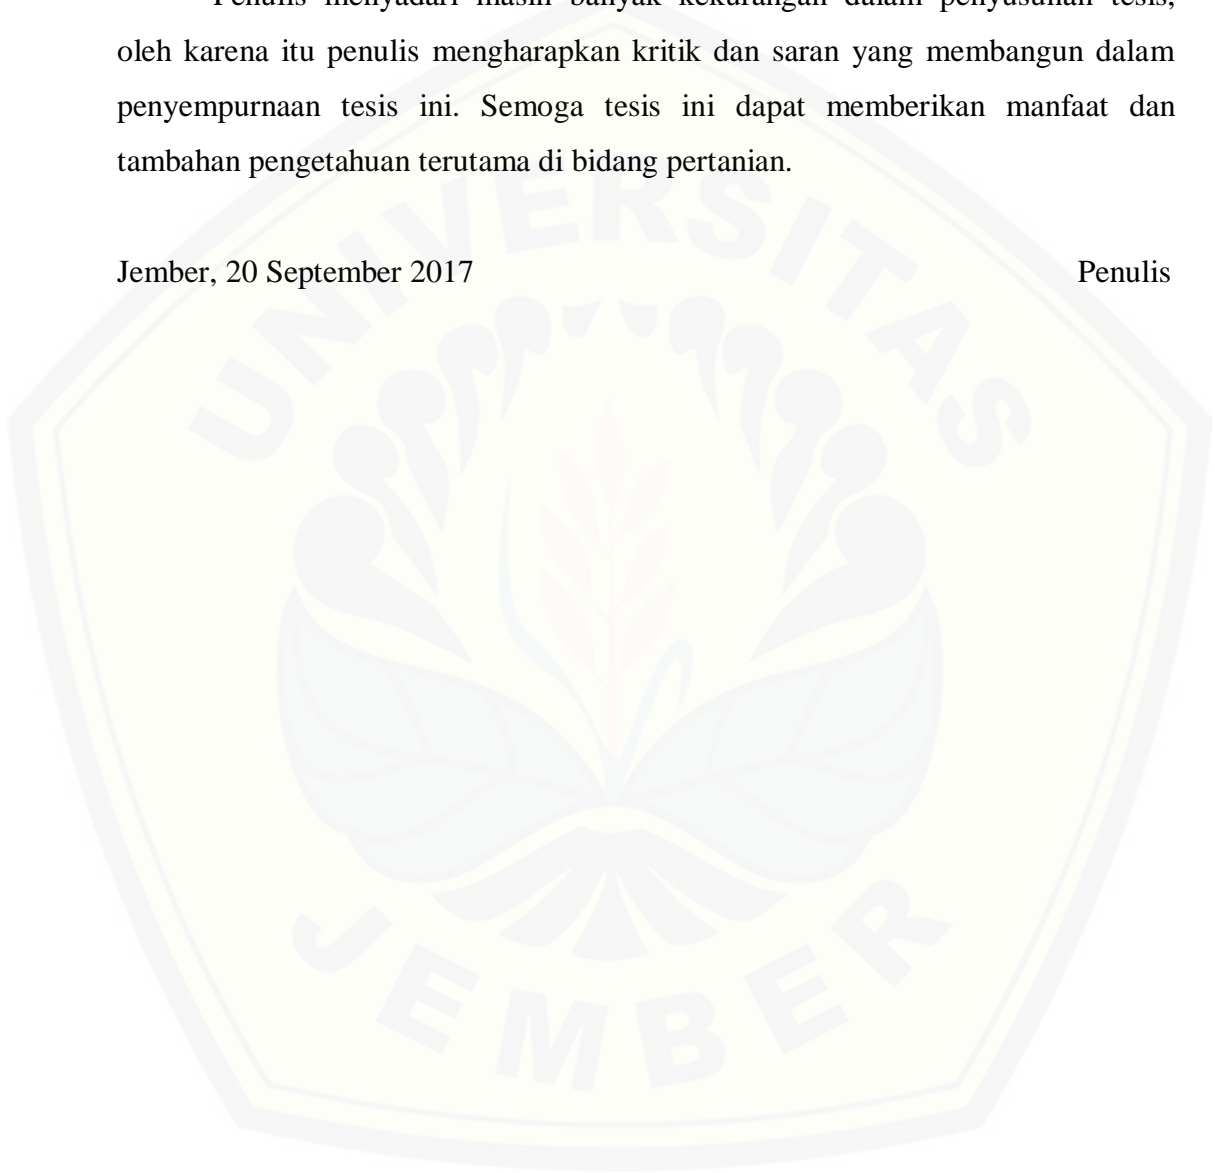 Penulis menyadari masih banyak kekurangan dalam penyusunan tesis,
oleh karena itu penulis mengharapkan kritik dan saran yang membangun dalam
penyempurnaan tesis ini. Semoga tesis ini dapat memberikan manfaat dan
tambahan pengetahuan terutama di bidang pertanian.
Jember, 20 September 2017 Penulis
UNIVERSITAS
JEMBER